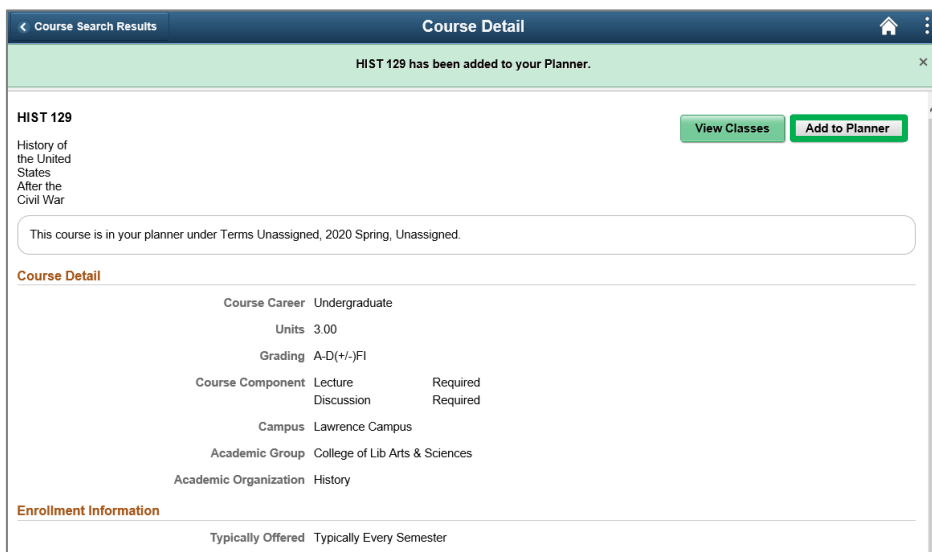 Course Search Results
Course Detail
HIST 129 has been added to your Planner.
×
HIST 129
View Classes
Add to Planner
History of
the United
States
After the
Civil War
This course is in your planner under Terms Unassigned, 2020 Spring, Unassigned.
Course Detail
Course Career Undergraduate
Units 3.00
Grading A-D(+/-)FI
Course Component Lecture Required
Discussion Required
Campus Lawrence Campus
Academic Group College of Lib Arts & Sciences
Academic Organization History
Enrollment Information
Typically Offered Typically Every Semester